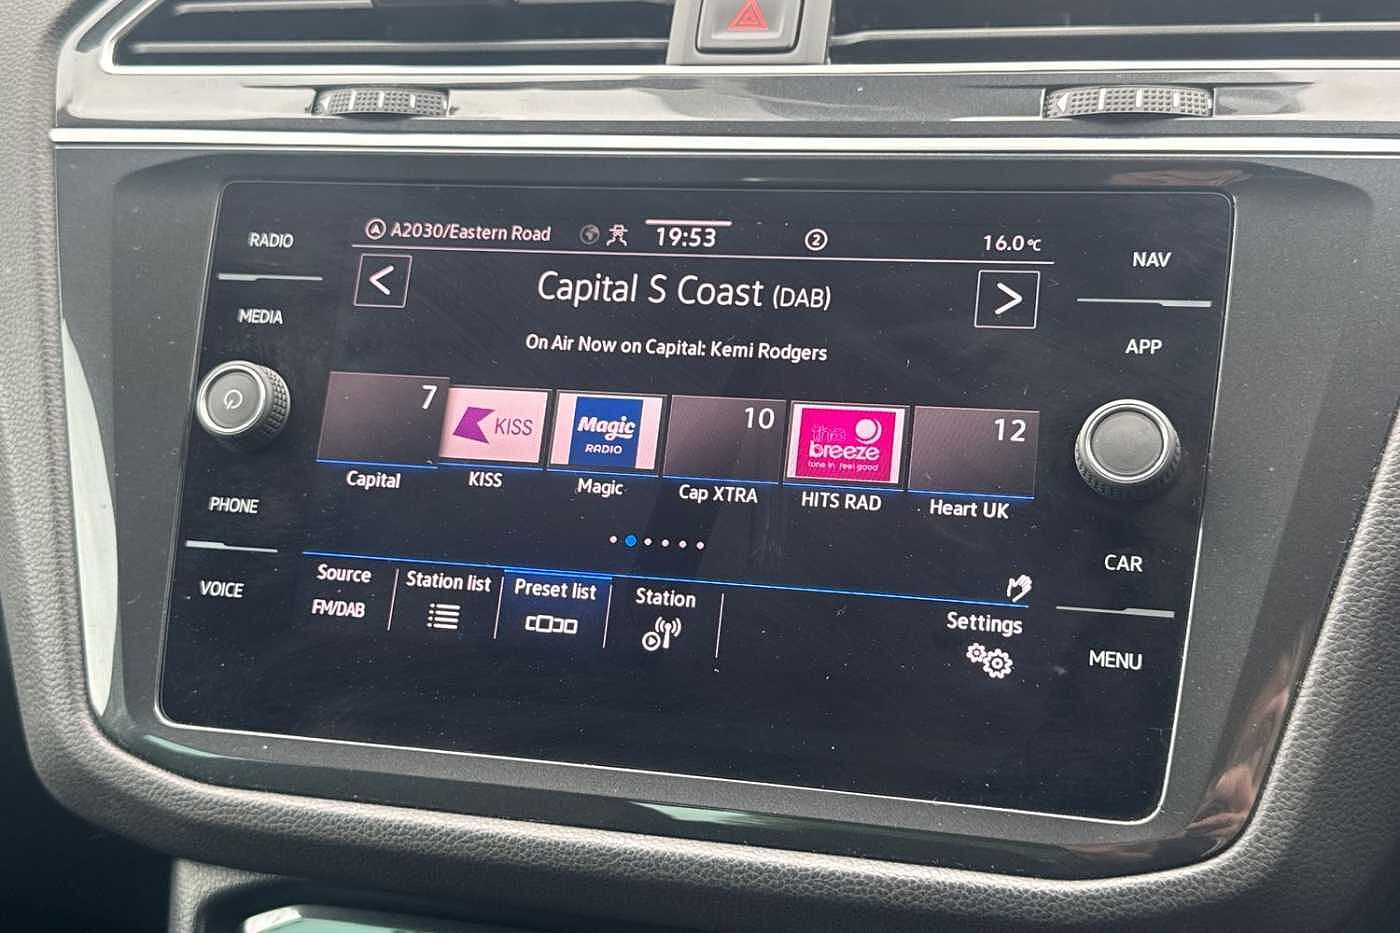 RADIO
MEDIA
PHONE
VOICE
A2030/Eastern Road
19:53
2
16.0°C
Capital S Coast (DAB)
On Air Now on Capital: Kemi Rodgers
7
KISS
Magic
RADIO
10
the
breeze
tune in. feel good
12
Capital
KISS
Magic
Cap XTRA
HITS RAD
Heart UK
Source
FM/DAB
Station list
Preset list
Station
Settings
NAV
APP
CAR
MENU